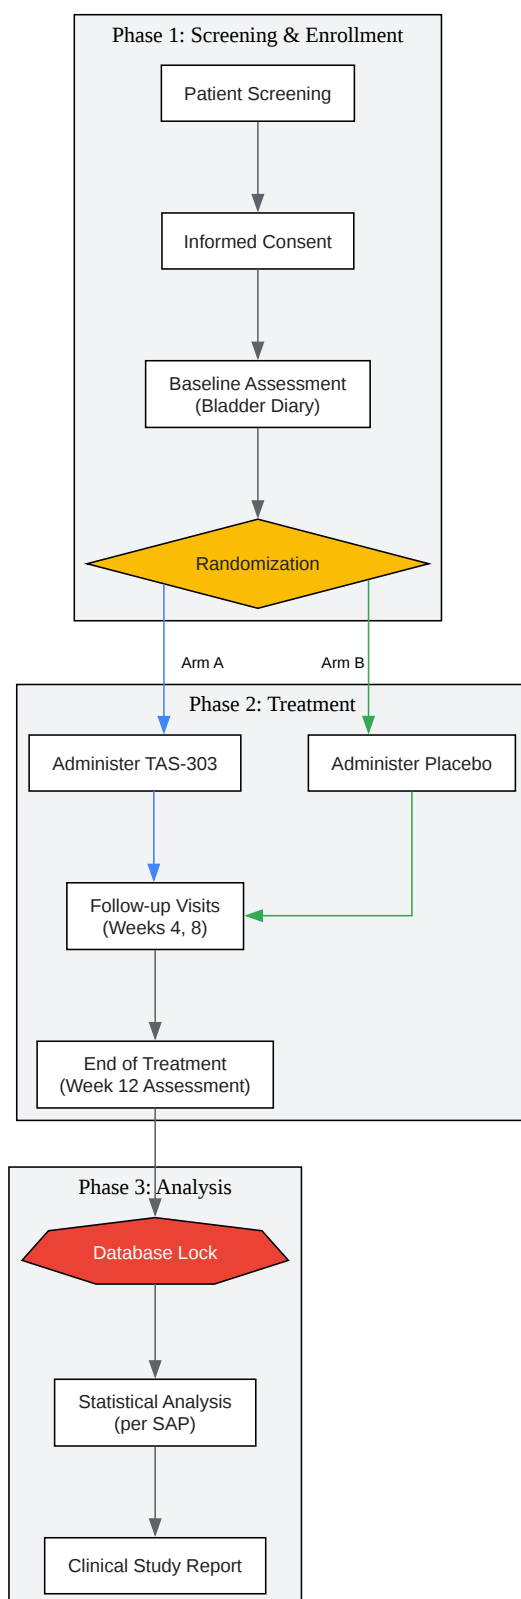 Phase 1: Screening & Enrollment
Patient Screening
Informed Consent
Baseline Assessment
(Bladder Diary)
Randomization
Arm A
Arm B
Phase 2: Treatment
Administer TAS-303
Administer Placebo
Follow-up Visits
(Weeks 4, 8)
End of Treatment
(Week 12 Assessment)
Phase 3: Analysis
Database Lock
Statistical Analysis
(per SAP)
Clinical Study Report